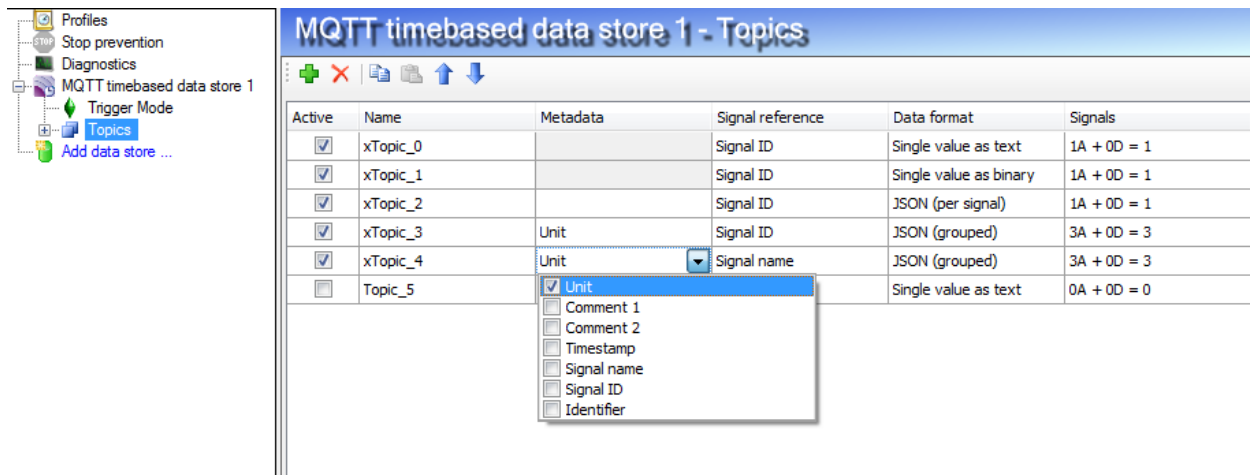 Profiles
STOP Stop prevention
Diagnostics
MQTT timebased data store 1
Trigger Mode
Topics
Add data store ...
MQTT timebased data store 1 - Topics
Active Name Metadata Signal reference Data format Signals
xTopic_0 Signal ID Single value as text 1A + 0D = 1
xTopic_1 Signal ID Single value as binary 1A + 0D = 1
xTopic_2 Signal ID JSON (per signal) 1A + 0D = 1
xTopic_3 Unit Signal ID JSON (grouped) 3A + 0D = 3
xTopic_4 Unit Signal name JSON (grouped) 3A + 0D = 3
Topic_5 Single value as text 0A + 0D = 0
Unit
Comment 1
Comment 2
Timestamp
Signal name
Signal ID
Identifier